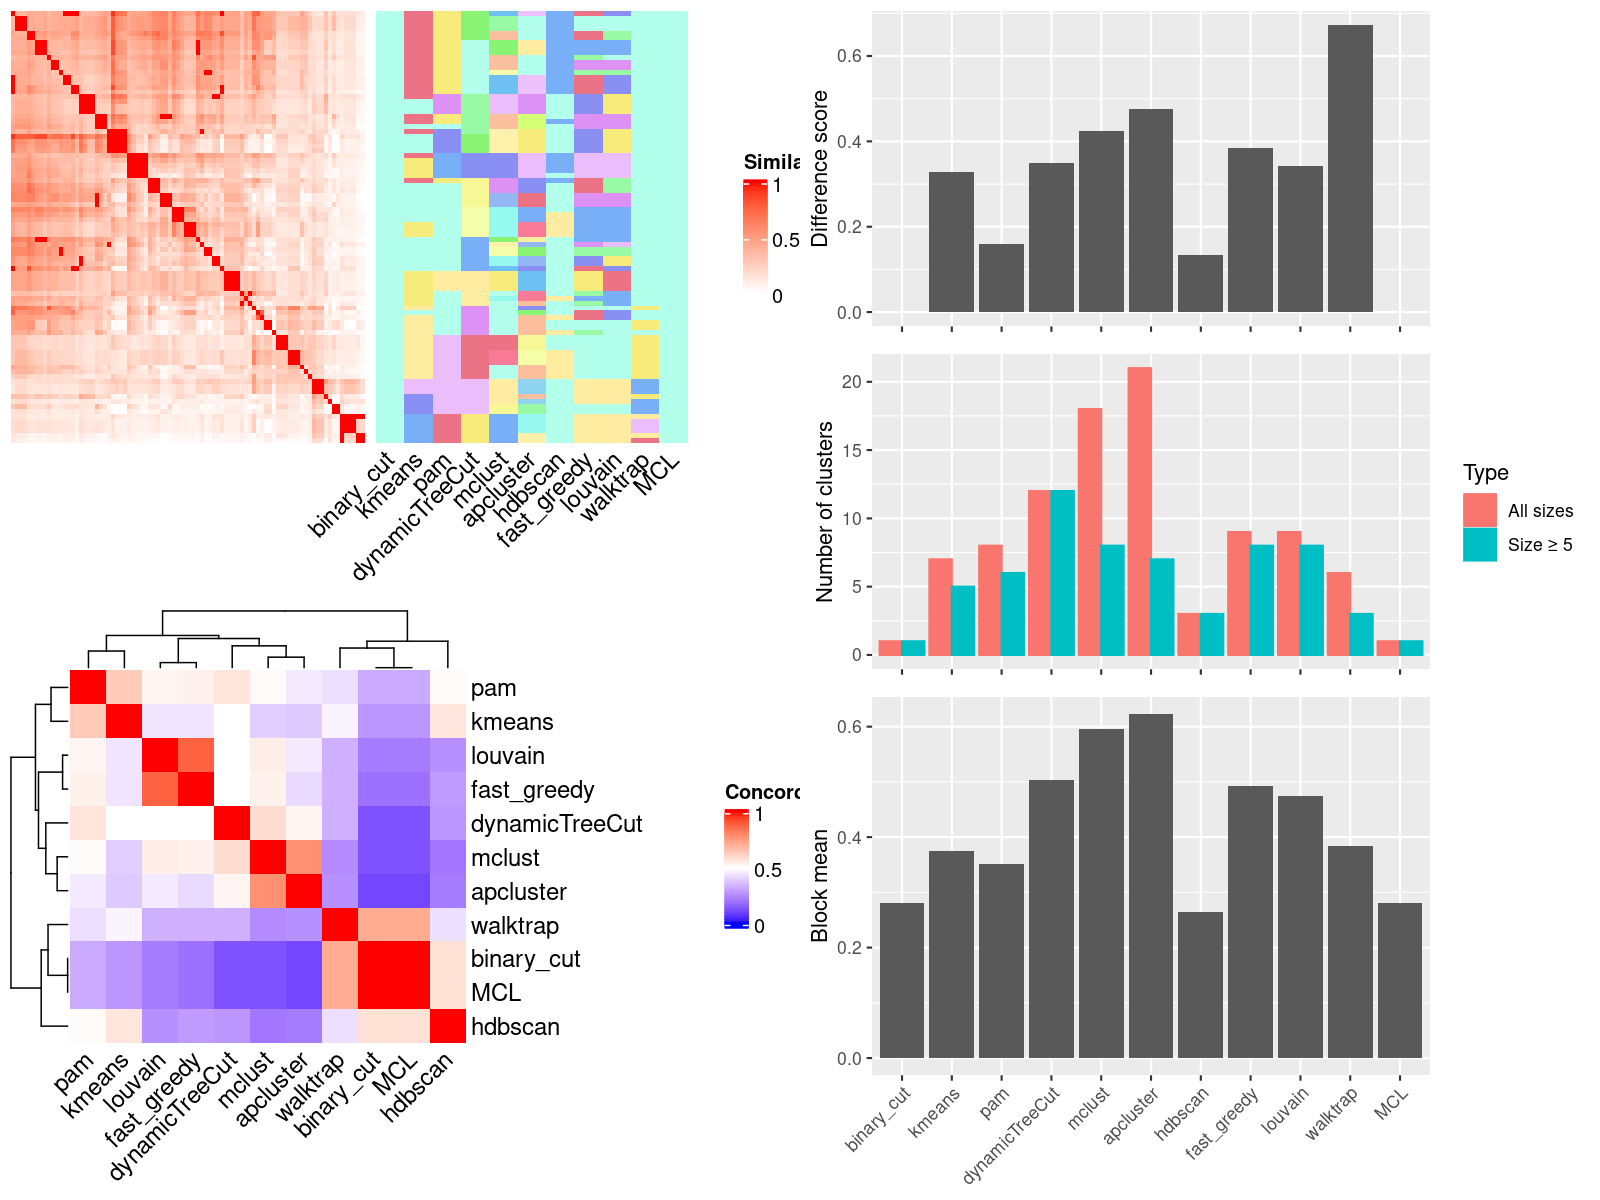 Simila
1
0.5
0
binary_cut
kmeans
pam
dynamicTreeCut
mclust
apcluster
hdbscan
fast_greedy
louvain
walktrap
MCL
pam
kmeans
louvain
fast_greedy
dynamicTreeCut
mclust
apcluster
walktrap
binary_cut
MCL
hdbscan
Concord
1
0.5
0
pam
kmeans
louvain
fast_greedy
dynamicTreeCut
mclust
apcluster
walktrap
binary_cut
MCL
hdbscan
Difference score
0.6
0.4
0.2
0.0
Number of clusters
20
15
10
5
0
Type
All sizes
Size ≥ 5
Block mean
0.6
0.4
0.2
0.0
binary_cut
kmeans
pam
dynamicTreeCut
mclust
apcluster
hdbscan
fast_greedy
louvain
walktrap
MCL